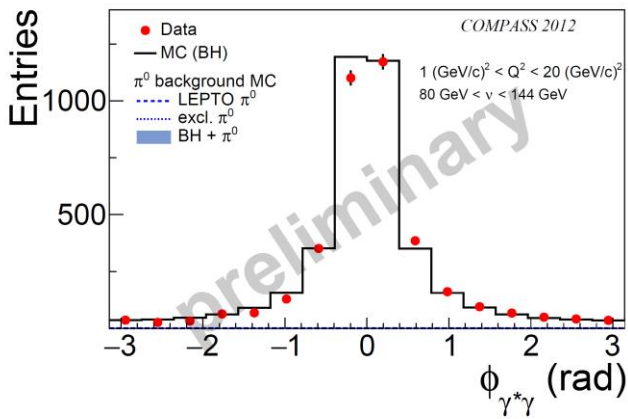 COMPASS 2012
Data
MC (BH)
π⁰ background MC
LEPTO π⁰
excl. π⁰
BH + π⁰
1 (GeV/c)² < Q² < 20 (GeV/c)²
80 GeV < ν < 144 GeV
preliminary
Entries
1000
500
−3 −2 −1 0 1 2 3
ϕγ*γ (rad)